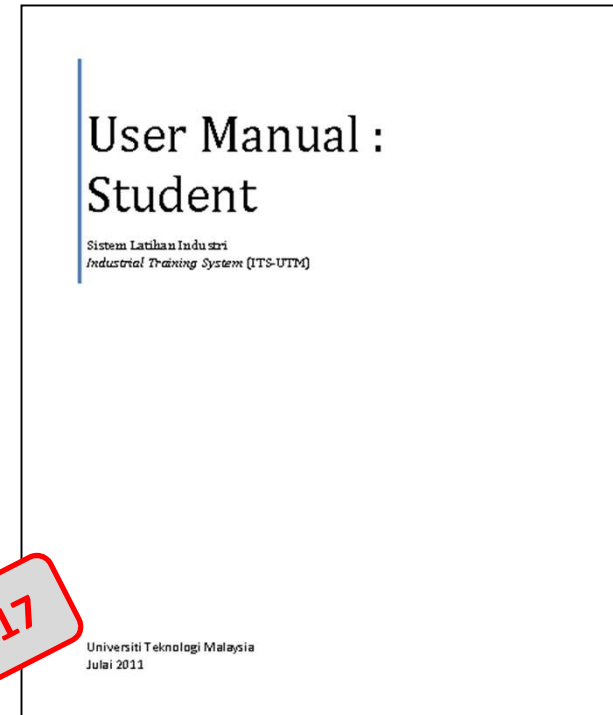 User Manual :
Student
Sistem Latihan Industri
Industrial Training System (ITS-UTM)
17
Universiti Teknologi Malaysia
Julai 2011